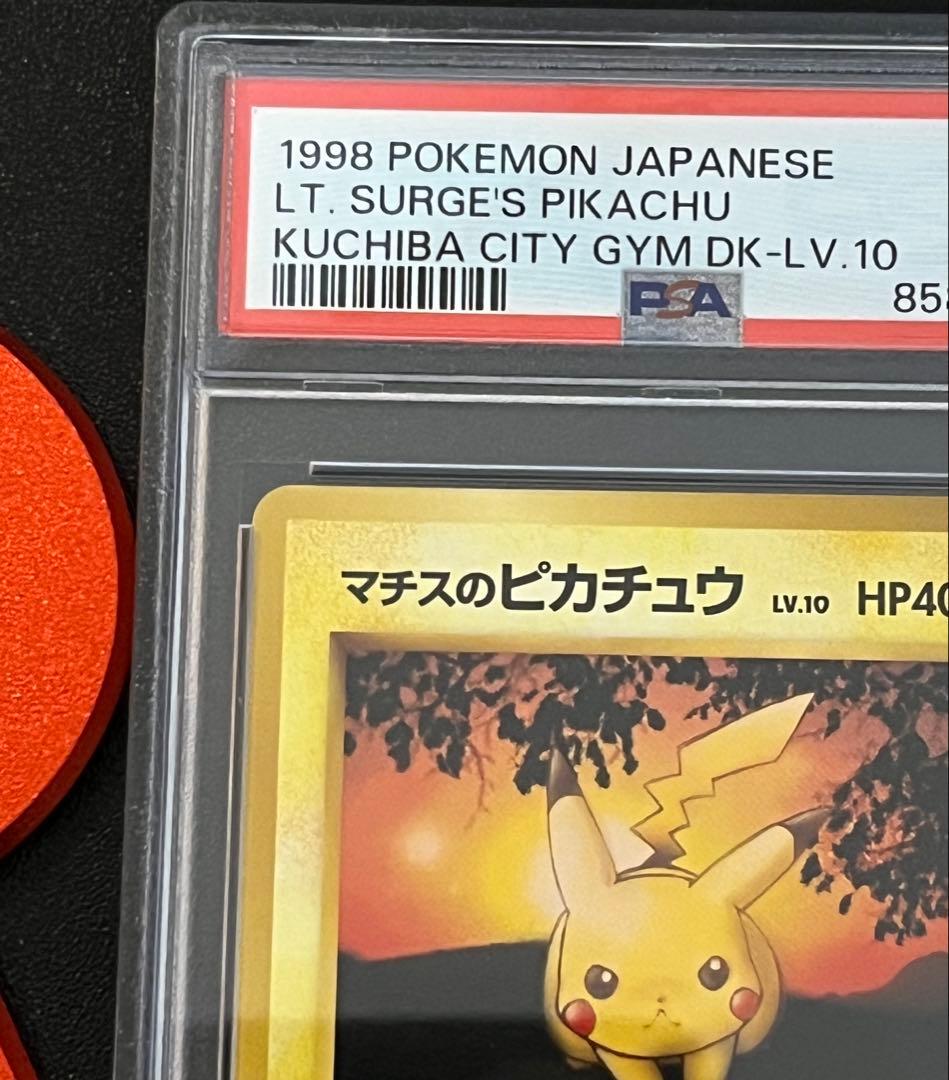 1998 POKEMON JAPANESE
LT. SURGE'S PIKACHU
KUCHIBA CITY GYM DK-LV.10
PSA
マチスのピカチュウ LV.10 HP40